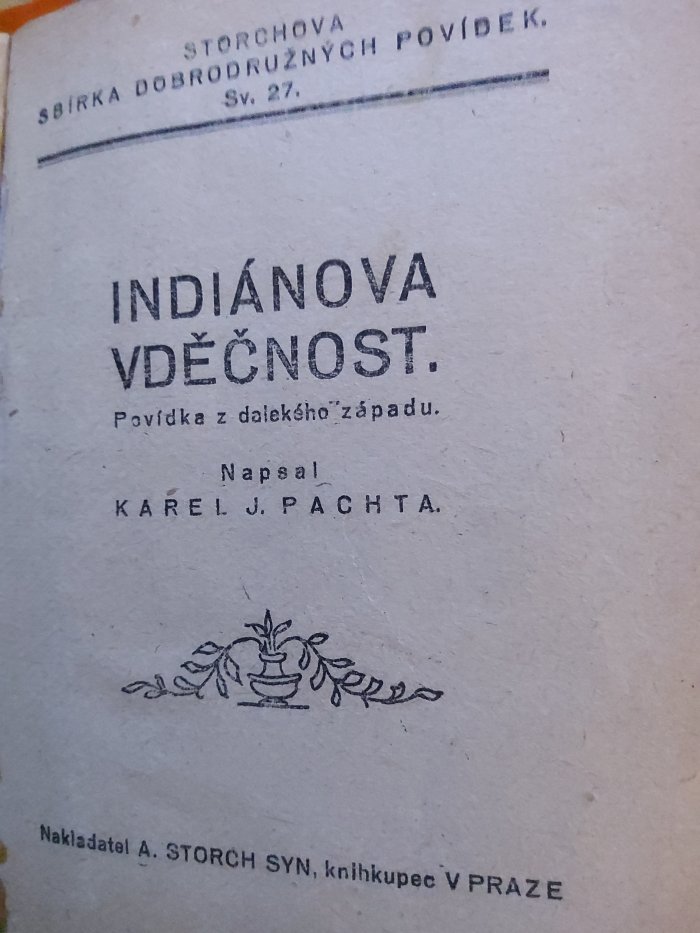 STORCHOVA
SBÍRKA DOBRODRUŽNÝCH POVÍDEK.
Sv. 27.
INDIÁNOVA
VDĚČNOST.
Povídka z dalekého západu.
Napsal
KAREL J. PACHTA.
Nakladatel A. STORCH SYN, knihkupec V PRAZE